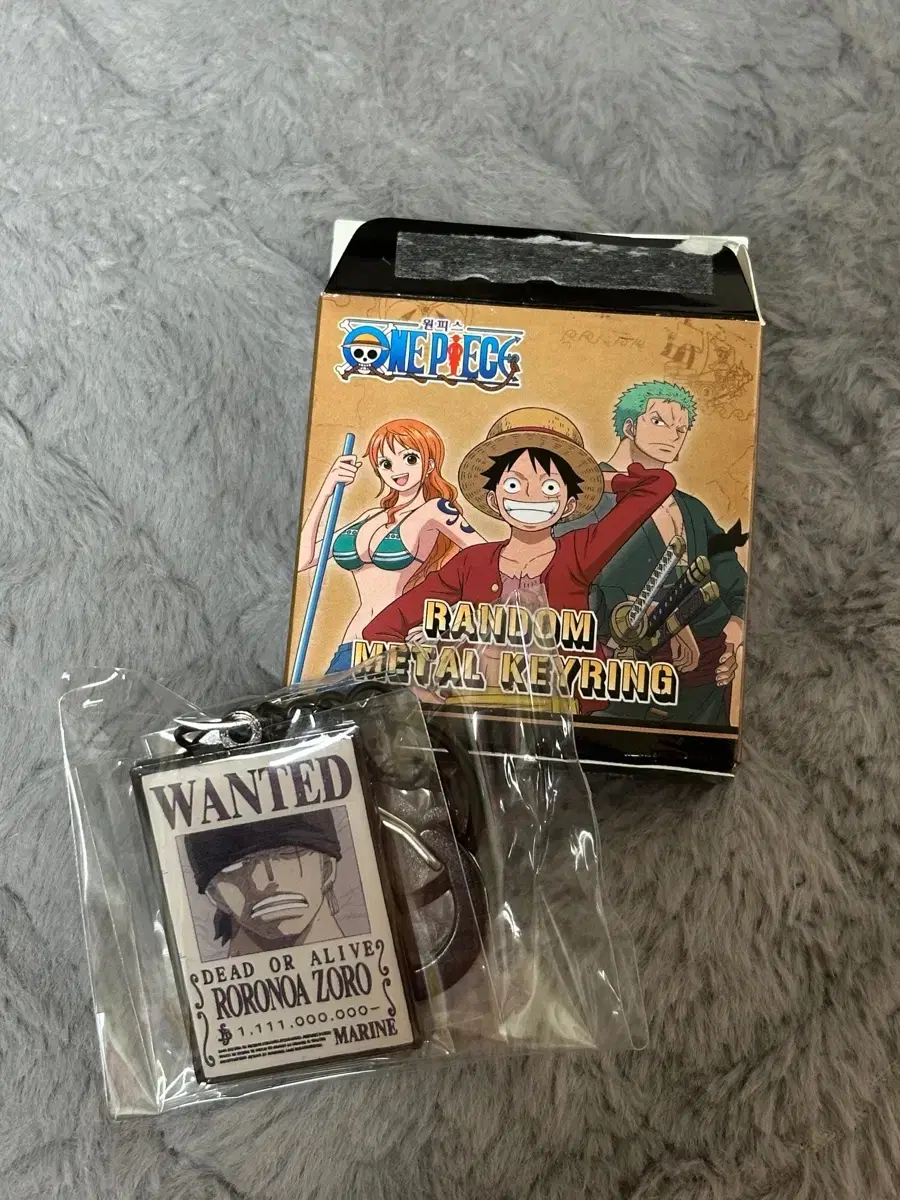 원피스
ONE PIECE
RANDOM
METAL KEYRING
WANTED
DEAD OR ALIVE
RORONOA ZORO
1,111,000,000-
MARINE